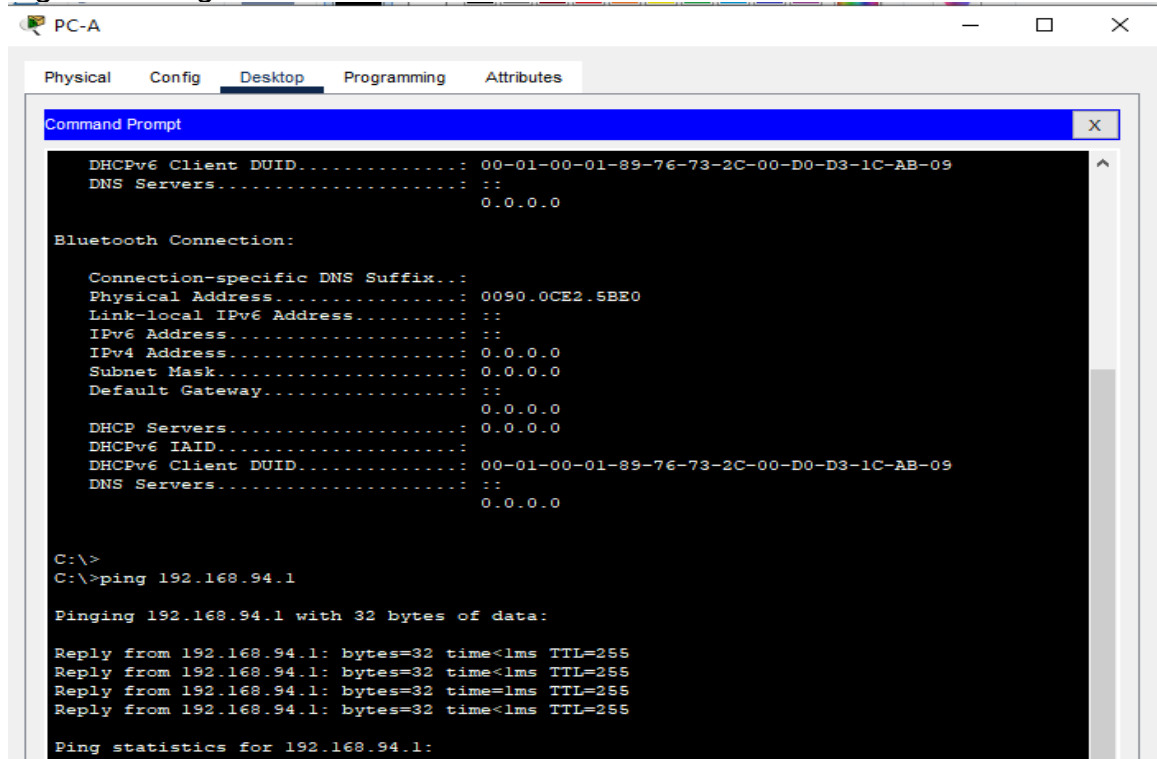 PC-A
Physical Config Desktop Programming Attributes
Command Prompt
X
DHCPv6 Client DUID...............: 00-01-00-01-89-76-73-2C-00-D0-D3-1C-AB-09
DNS Servers......................: ::
0.0.0.0
Bluetooth Connection:
Connection-specific DNS Suffix..:
Physical Address................: 0090.0CE2.5BE0
Link-local IPv6 Address.........: ::
IPv6 Address....................: ::
IPv4 Address....................: 0.0.0.0
Subnet Mask.....................: 0.0.0.0
Default Gateway.................: ::
0.0.0.0
DHCP Servers....................: 0.0.0.0
DHCPv6 IAID.....................:
DHCPv6 Client DUID..............: 00-01-00-01-89-76-73-2C-00-D0-D3-1C-AB-09
DNS Servers.....................: ::
0.0.0.0
C:\>
C:\>ping 192.168.94.1
Pinging 192.168.94.1 with 32 bytes of data:
Reply from 192.168.94.1: bytes=32 time<1ms TTL=255
Reply from 192.168.94.1: bytes=32 time<1ms TTL=255
Reply from 192.168.94.1: bytes=32 time=1ms TTL=255
Reply from 192.168.94.1: bytes=32 time<1ms TTL=255
Ping statistics for 192.168.94.1: